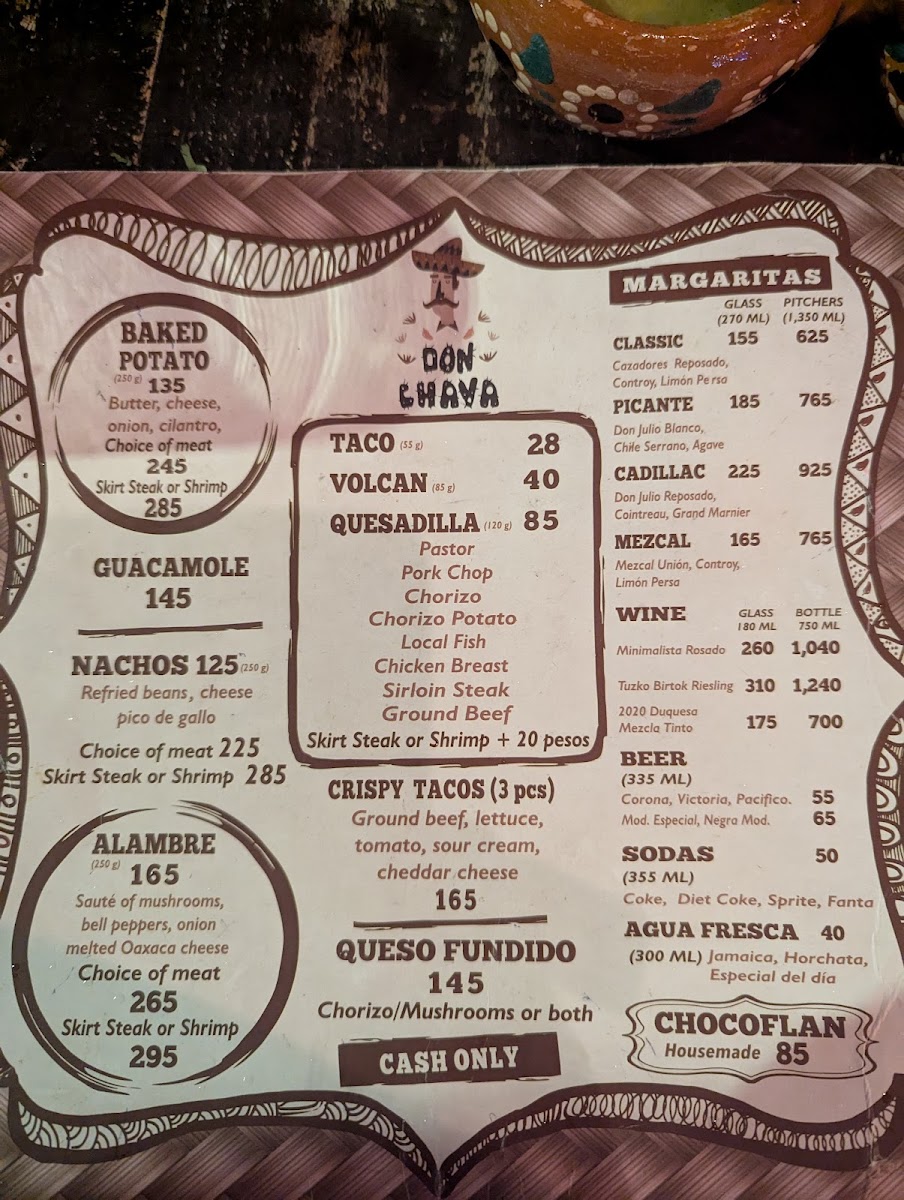 BAKED
POTATO
(250 g) 135
Butter, cheese,
onion, cilantro,
Choice of meat
245
Skirt Steak or Shrimp
285
GUACAMOLE
145
NACHOS 125 (250 g)
Refried beans, cheese
pico de gallo
Choice of meat 225
Skirt Steak or Shrimp 285
ALAMBRE
(250 g) 165
Sauté of mushrooms,
bell peppers, onion
melted Oaxaca cheese
Choice of meat
265
Skirt Steak or Shrimp
295
DON
CHAVA
TACO (55 g) 28
VOLCAN (85 g) 40
QUESADILLA (120 g) 85
Pastor
Pork Chop
Chorizo
Chorizo Potato
Local Fish
Chicken Breast
Sirloin Steak
Ground Beef
Skirt Steak or Shrimp + 20 pesos
CRISPY TACOS (3 pcs)
Ground beef, lettuce,
tomato, sour cream,
cheddar cheese
165
QUESO FUNDIDO
145
Chorizo/Mushrooms or both
CASH ONLY
MARGARITAS
GLASS PITCHERS
(270 ML) (1,350 ML)
CLASSIC 155 625
Cazadores Reposado,
Controy, Limón Persa
PICANTE 185 765
Don Julio Blanco,
Chile Serrano, Agave
CADILLAC 225 925
Don Julio Reposado,
Cointreau, Grand Marnier
MEZCAL 165 765
Mezcal Unión, Controy,
Limón Persa
WINE GLASS BOTTLE
180 ML 750 ML
Minimalista Rosado 260 1,040
Tuzko Birtok Riesling 310 1,240
2020 Duquesa
Mezcla Tinto 175 700
BEER
(335 ML)
Corona, Victoria, Pacifico. 55
Mod. Especial, Negra Mod. 65
SODAS 50
(355 ML)
Coke, Diet Coke, Sprite, Fanta
AGUA FRESCA 40
(300 ML) Jamaica, Horchata,
Especial del día
CHOCOFLAN
Housemade 85